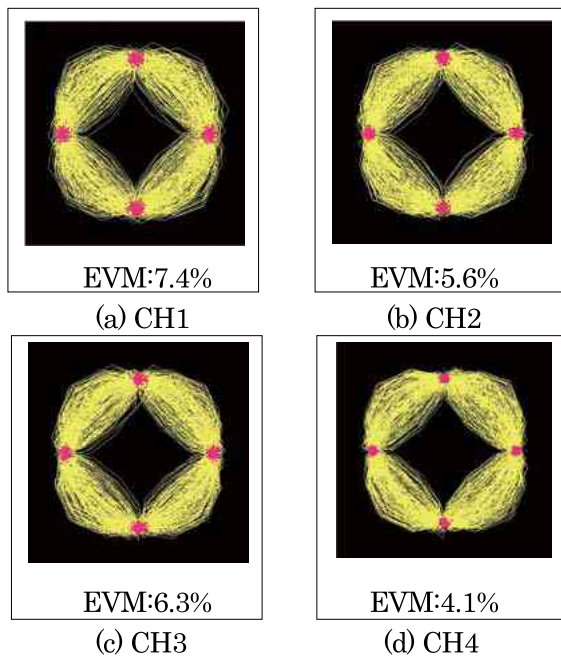 EVM:7.4%
(a) CH1
EVM:5.6%
(b) CH2
EVM:6.3%
(c) CH3
EVM:4.1%
(d) CH4